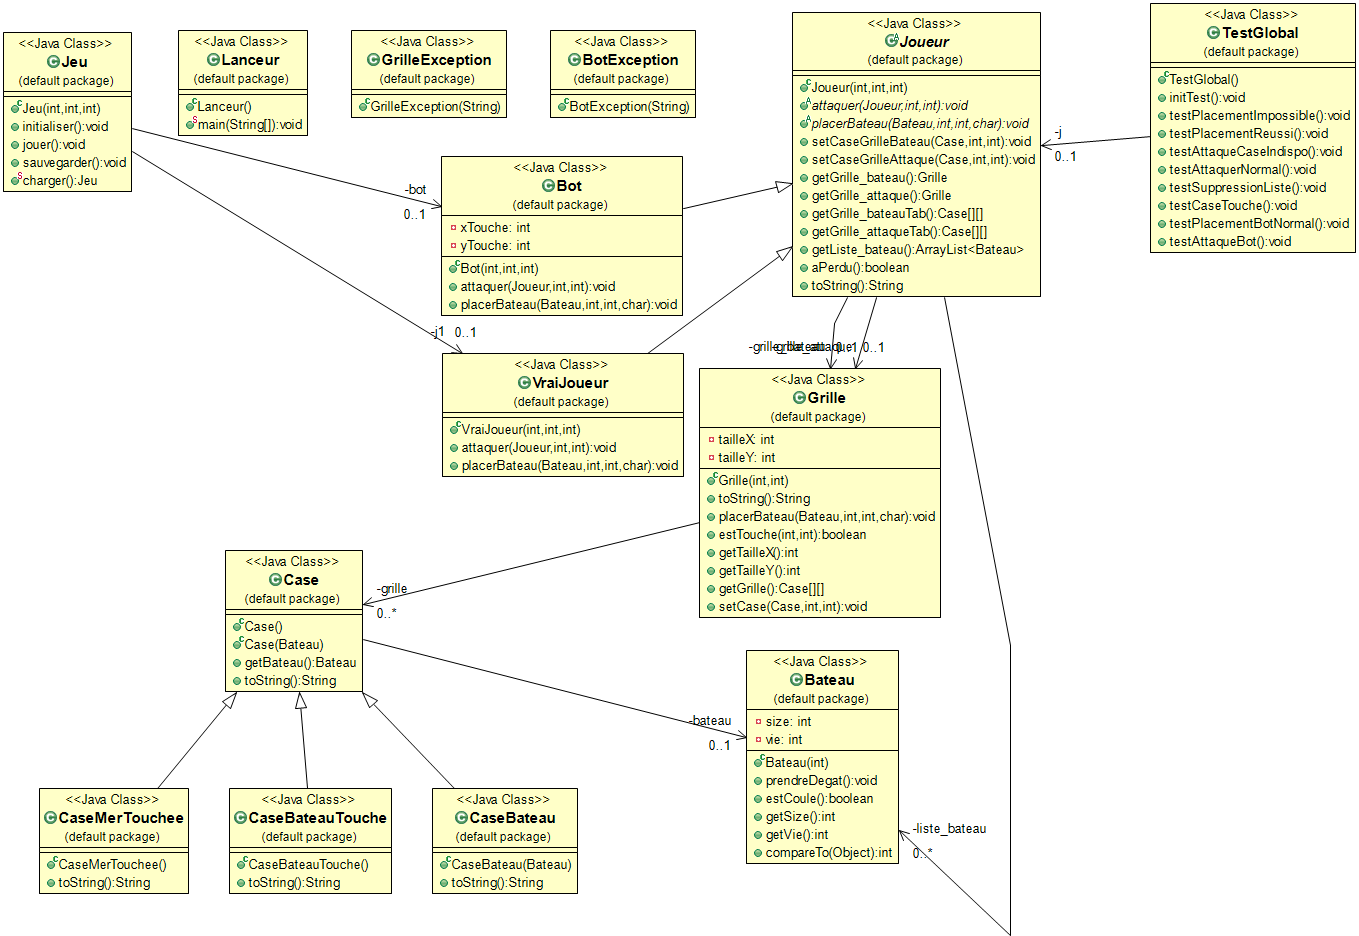 <<Java Class>>
Jeu
(default package)
Jeu(int,int,int)
initialiser():void
jouer():void
sauvegarder():void
charger():Jeu
<<Java Class>>
Lanceur
(default package)
Lanceur()
main(String[]):void
<<Java Class>>
GrilleException
(default package)
GrilleException(String)
<<Java Class>>
BotException
(default package)
BotException(String)
<<Java Class>>
Joueur
(default package)
Joueur(int,int,int)
attaquer(Joueur,int,int):void
placerBateau(Bateau,int,int,char):void
setCaseGrilleBateau(Case,int,int):void
setCaseGrilleAttaque(Case,int,int):void
getGrille_bateau():Grille
getGrille_attaque():Grille
getGrille_bateauTab():Case[][]
getGrille_attaqueTab():Case[][]
getListe_bateau():ArrayList<Bateau>
aPerdu():boolean
toString():String
<<Java Class>>
TestGlobal
(default package)
TestGlobal()
initTest():void
testPlacementImpossible():void
testPlacementReussi():void
testAttaqueCaseIndispo():void
testAttaquerNormal():void
testSuppressionListe():void
testCaseTouche():void
testPlacementBotNormal():void
testAttaqueBot():void
-j
0..1
-bot
0..1
<<Java Class>>
Bot
(default package)
xTouche: int
yTouche: int
Bot(int,int,int)
attaquer(Joueur,int,int):void
placerBateau(Bateau,int,int,char):void
-j1 0..1
<<Java Class>>
VraiJoueur
(default package)
VraiJoueur(int,int,int)
attaquer(Joueur,int,int):void
placerBateau(Bateau,int,int,char):void
0..1
<<Java Class>>
Grille
(default package)
tailleX: int
tailleY: int
Grille(int,int)
toString():String
placerBateau(Bateau,int,int,char):void
estTouche(int,int):boolean
getTailleX():int
getTailleY():int
getGrille():Case[][]
setCase(Case,int,int):void
-grille
0..*
<<Java Class>>
Case
(default package)
Case()
Case(Bateau)
getBateau():Bateau
toString():String
-bateau
0..1
<<Java Class>>
Bateau
(default package)
size: int
vie: int
Bateau(int)
prendreDegat():void
estCoule():boolean
getSize():int
getVie():int
compareTo(Object):int
-liste_bateau
0..*
<<Java Class>>
CaseMerTouchee
(default package)
CaseMerTouchee()
toString():String
<<Java Class>>
CaseBateauTouche
(default package)
CaseBateauTouche()
toString():String
<<Java Class>>
CaseBateau
(default package)
CaseBateau(Bateau)
toString():String